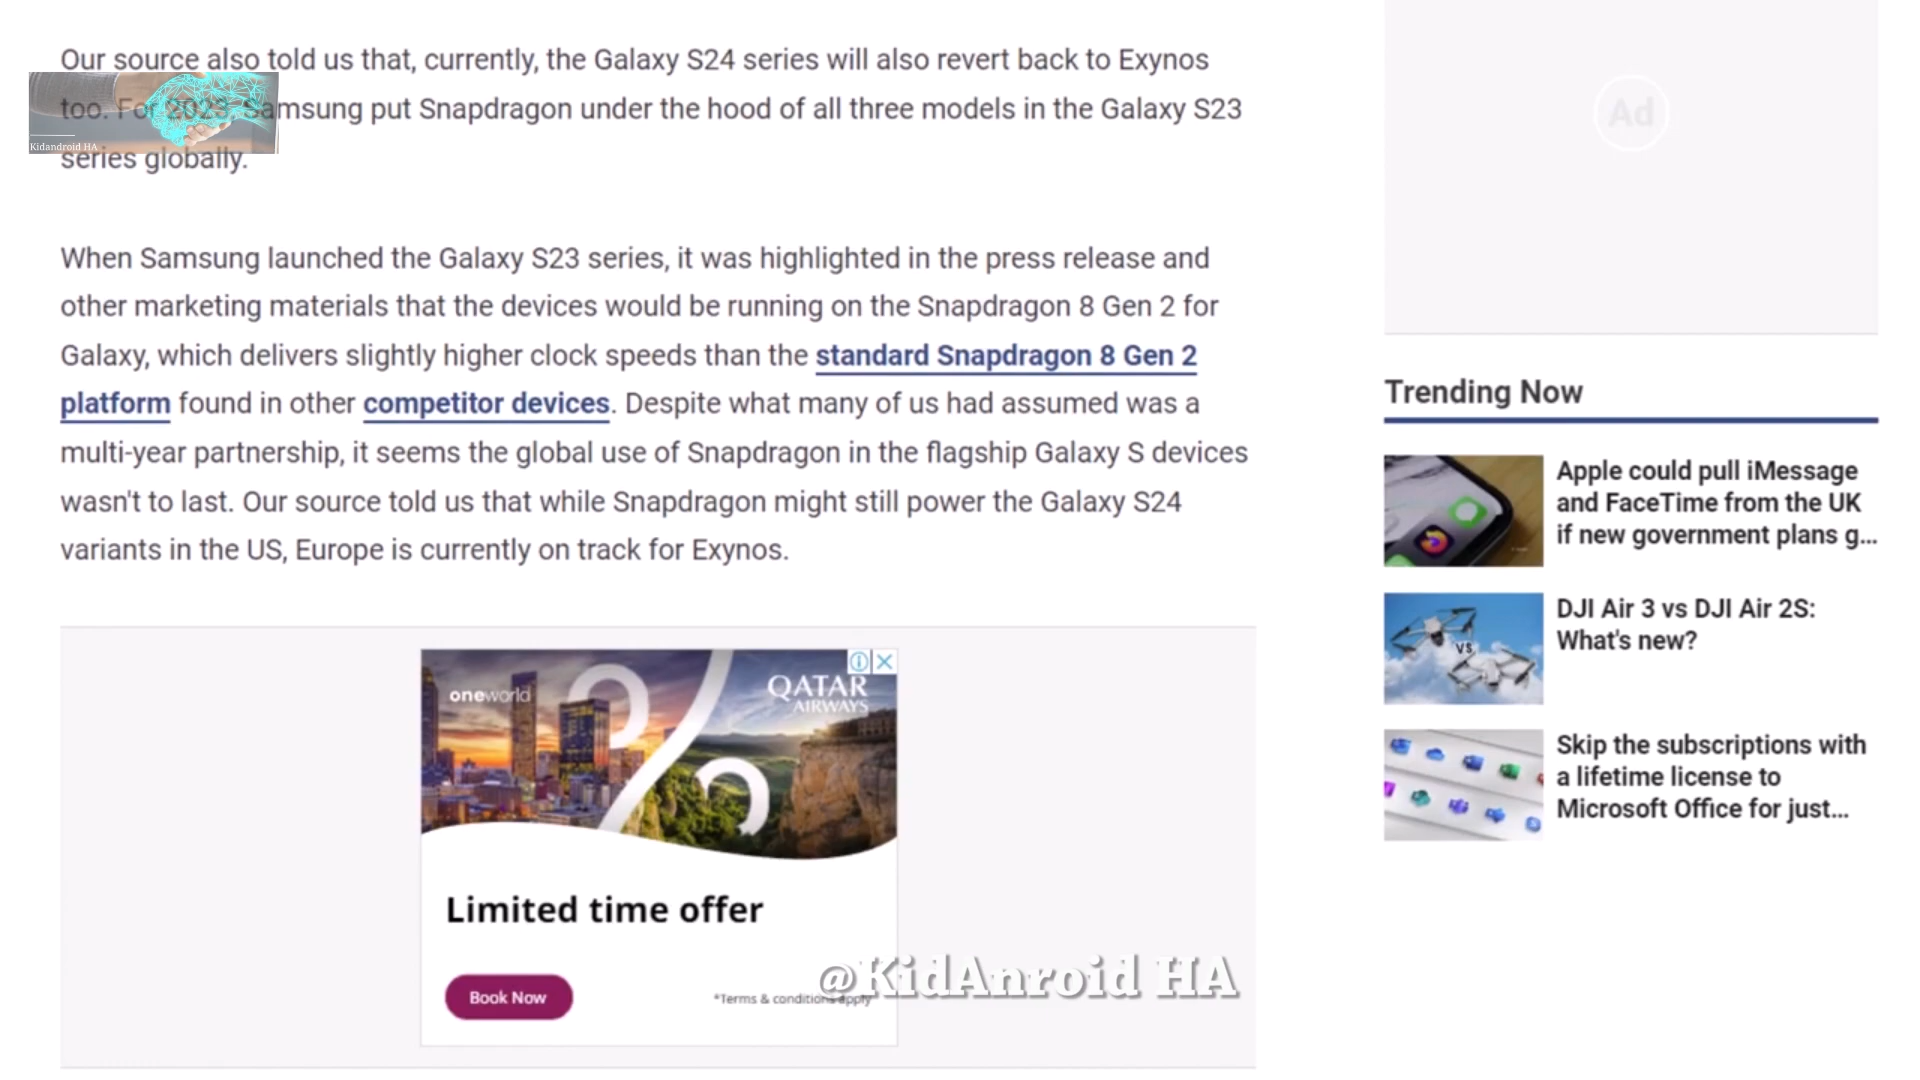 Our source also told us that, currently, the Galaxy S24 series will also revert back to Exynos
too. For 2023, Samsung put Snapdragon under the hood of all three models in the Galaxy S23
series globally.
Kidandroid HA
When Samsung launched the Galaxy S23 series, it was highlighted in the press release and
other marketing materials that the devices would be running on the Snapdragon 8 Gen 2 for
Galaxy, which delivers slightly higher clock speeds than the standard Snapdragon 8 Gen 2
platform found in other competitor devices. Despite what many of us had assumed was a
multi-year partnership, it seems the global use of Snapdragon in the flagship Galaxy S devices
wasn't to last. Our source told us that while Snapdragon might still power the Galaxy S24
variants in the US, Europe is currently on track for Exynos.
oneworld
QATAR
AIRWAYS
Limited time offer
Book Now
*Terms & conditions apply
@KidAnroid HA
Ad
Trending Now
Apple could pull iMessage
and FaceTime from the UK
if new government plans g...
VS
DJI Air 3 vs DJI Air 2S:
What's new?
Skip the subscriptions with
a lifetime license to
Microsoft Office for just...